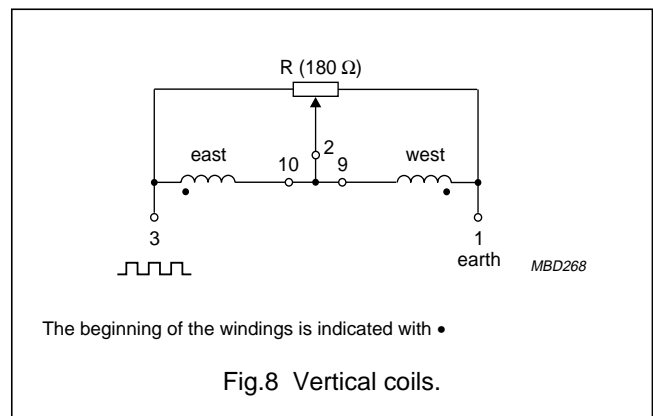 R (180 Ω)
east
10
2
9
west
3
1
earth
MBD268
The beginning of the windings is indicated with •
Fig.8 Vertical coils.